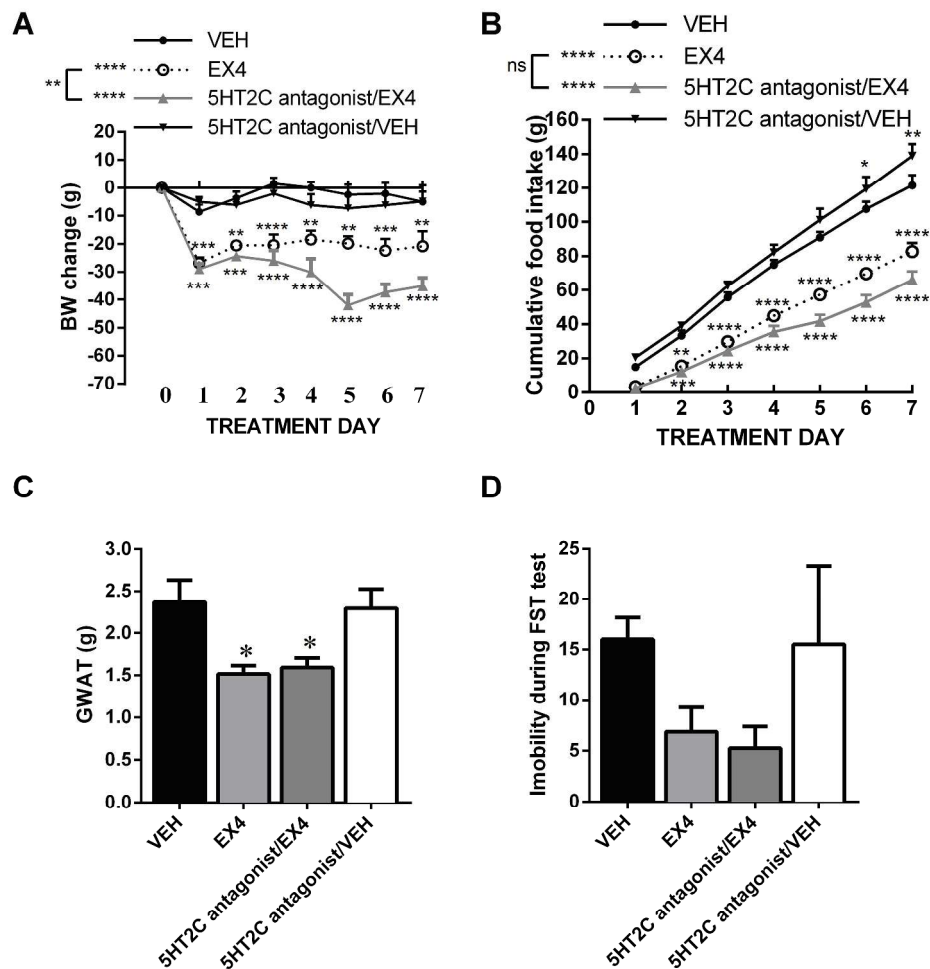 A
VEH
EX4
5HT2C antagonist/EX4
5HT2C antagonist/VEH
**
****
****
20
10
0
-10
-20
-30
-40
-50
-60
-70
BW change (g)
***
**
****
**
**
***
**
***
***
****
****
****
****
****
0 1 2 3 4 5 6 7
TREATMENT DAY
B
VEH
EX4
5HT2C antagonist/EX4
5HT2C antagonist/VEH
ns
****
****
160
140
120
100
80
60
40
20
0
Cumulative food intake (g)
*
**
**
****
****
****
****
****
***
****
****
****
****
****
0 1 2 3 4 5 6 7
TREATMENT DAY
C
3.0
2.5
2.0
1.5
1.0
0.5
0.0
GWAT (g)
*
*
VEH
EX4
5HT2C antagonist/EX4
5HT2C antagonist/VEH
D
25
20
15
10
5
0
Imobility during FST test
VEH
EX4
5HT2C antagonist/EX4
5HT2C antagonist/VEH